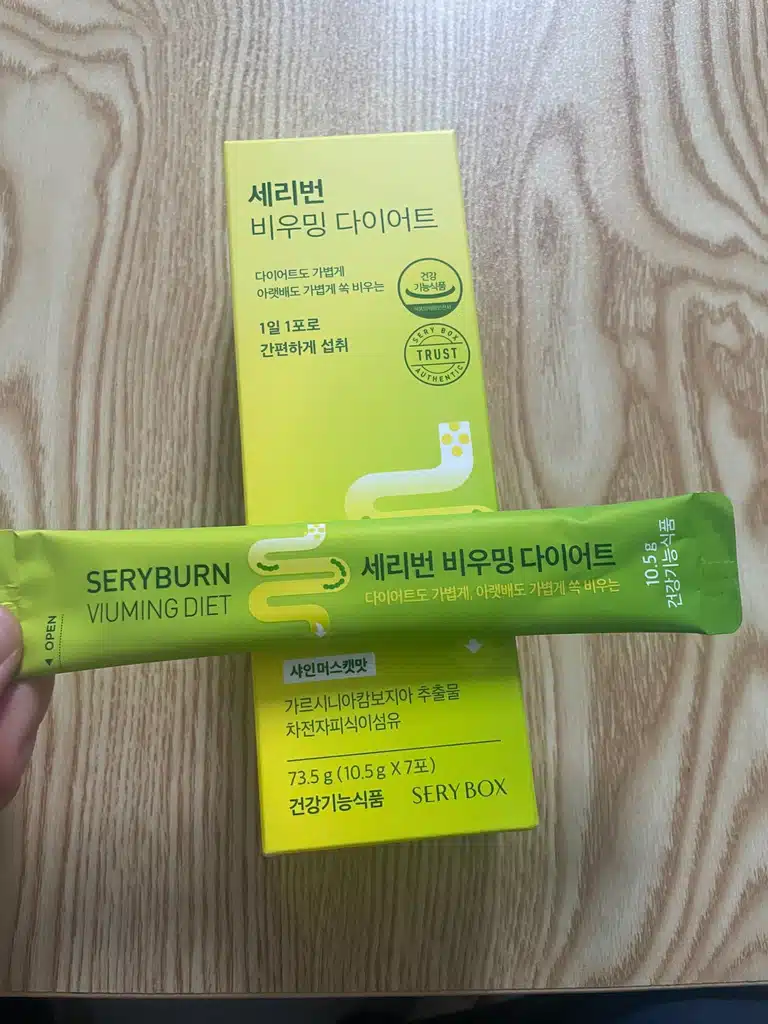 세리번
비우밍 다이어트
다이어트도 가볍게
아랫배도 가볍게 쏙 비우는
건강
기능식품
1일 1포로
간편하게 섭취
SERY BOX
TRUST
AUTHENTIC
SERYBURN
VIUMING DIET
세리번 비우밍 다이어트
다이어트도 가볍게, 아랫배도 가볍게 쏙 비우는
10.5 g
건강기능식품
◀ OPEN
샤인머스캣맛
가르시니아캄보지아 추출물
차전자피식이섬유
73.5 g (10.5 g X 7포)
건강기능식품
SERY BOX